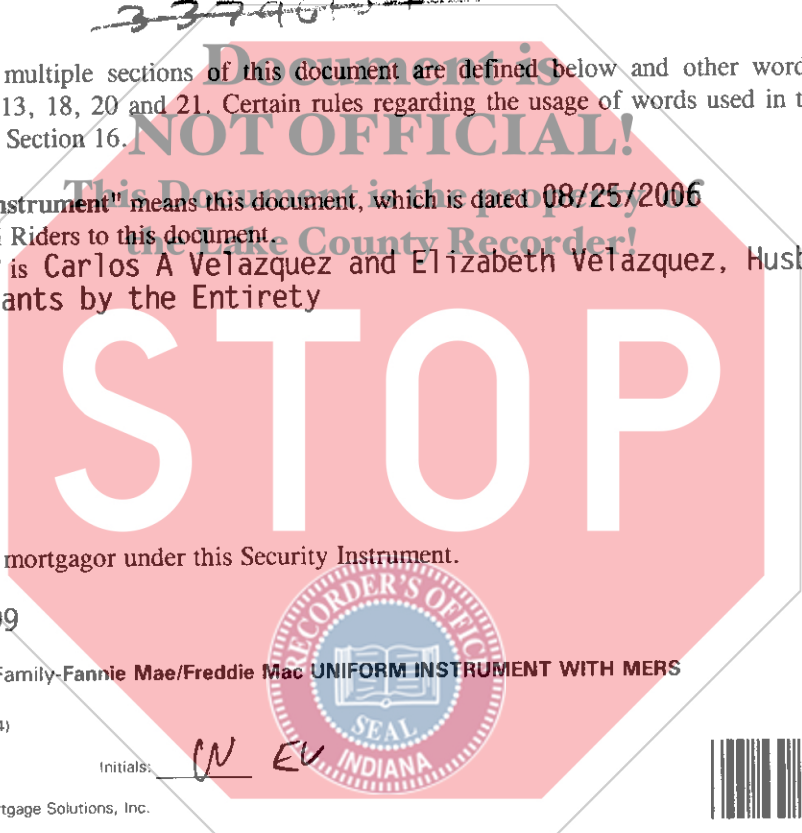 Document is
multiple sections of this document are defined below and other word
13, 18, 20 and 21. Certain rules regarding the usage of words used in t
Section 16.
NOT OFFICIAL!
This Document is the property of
nstrument" means this document, which is dated 08/25/2006
Riders to this document.
the Lake County Recorder!
is Carlos A Velazquez and Elizabeth Velazquez, Husb
ants by the Entirety
STOP
mortgagor under this Security Instrument.
09
Family-Fannie Mae/Freddie Mac UNIFORM INSTRUMENT WITH MERS
4)
Initials: CV EV
rtgage Solutions, Inc.
RECORDER'S OFFICE
SEAL
INDIANA